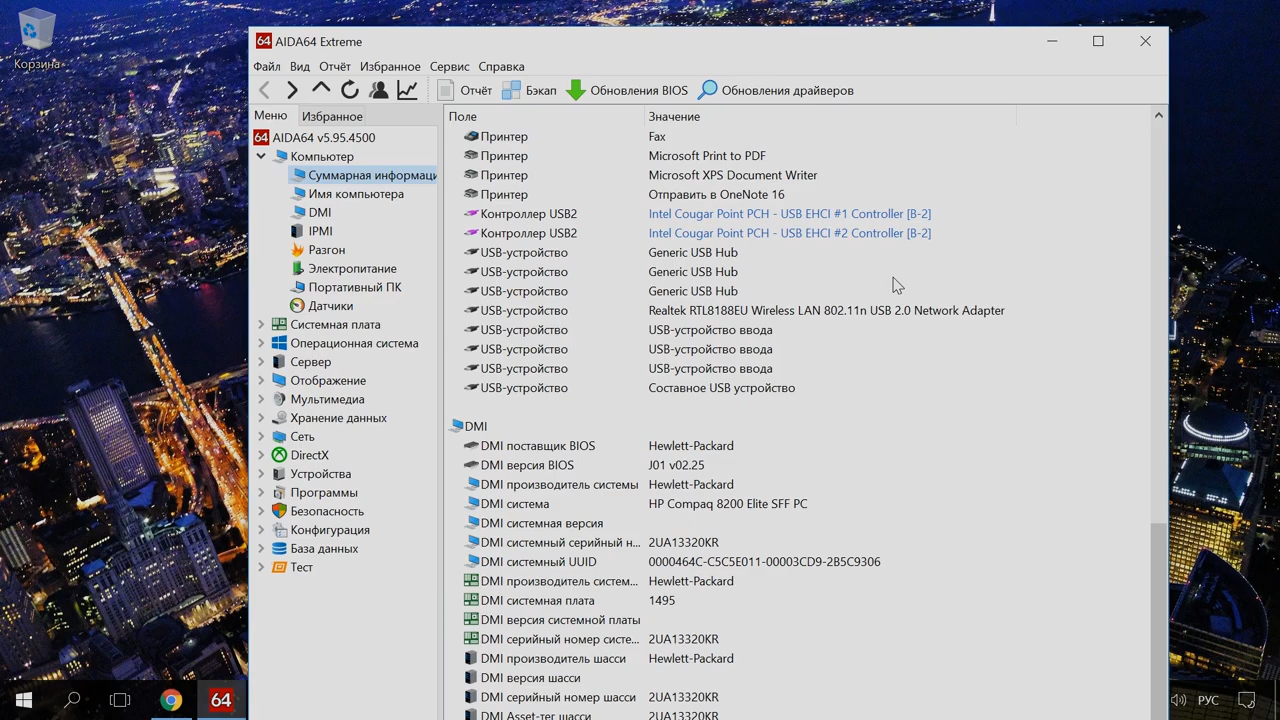 Корзина
64 AIDA64 Extreme
Файл Вид Отчёт Избранное Сервис Справка
Отчёт Бэкап Обновления BIOS Обновления драйверов
Меню Избранное
64 AIDA64 v5.95.4500
Компьютер
Суммарная информаци
Имя компьютера
DMI
IPMI
Разгон
Электропитание
Портативный ПК
Датчики
Системная плата
Операционная система
Сервер
Отображение
Мультимедиа
Хранение данных
Сеть
DirectX
Устройства
Программы
Безопасность
Конфигурация
База данных
Тест
Поле Значение
Принтер Fax
Принтер Microsoft Print to PDF
Принтер Microsoft XPS Document Writer
Принтер Отправить в OneNote 16
Контроллер USB2 Intel Cougar Point PCH - USB EHCI #1 Controller [B-2]
Контроллер USB2 Intel Cougar Point PCH - USB EHCI #2 Controller [B-2]
USB-устройство Generic USB Hub
USB-устройство Generic USB Hub
USB-устройство Generic USB Hub
USB-устройство Realtek RTL8188EU Wireless LAN 802.11n USB 2.0 Network Adapter
USB-устройство USB-устройство ввода
USB-устройство USB-устройство ввода
USB-устройство USB-устройство ввода
USB-устройство Составное USB устройство
DMI
DMI поставщик BIOS Hewlett-Packard
DMI версия BIOS J01 v02.25
DMI производитель системы Hewlett-Packard
DMI система HP Compaq 8200 Elite SFF PC
DMI системная версия
DMI системный серийный н... 2UA13320KR
DMI системный UUID 0000464C-C5C5E011-00003CD9-2B5C9306
DMI производитель систем... Hewlett-Packard
DMI системная плата 1495
DMI версия системной платы
DMI серийный номер систе... 2UA13320KR
DMI производитель шасси Hewlett-Packard
DMI версия шасси
DMI серийный номер шасси 2UA13320KR
DMI Asset-тег шасси 2UA13320KR
64
РУС